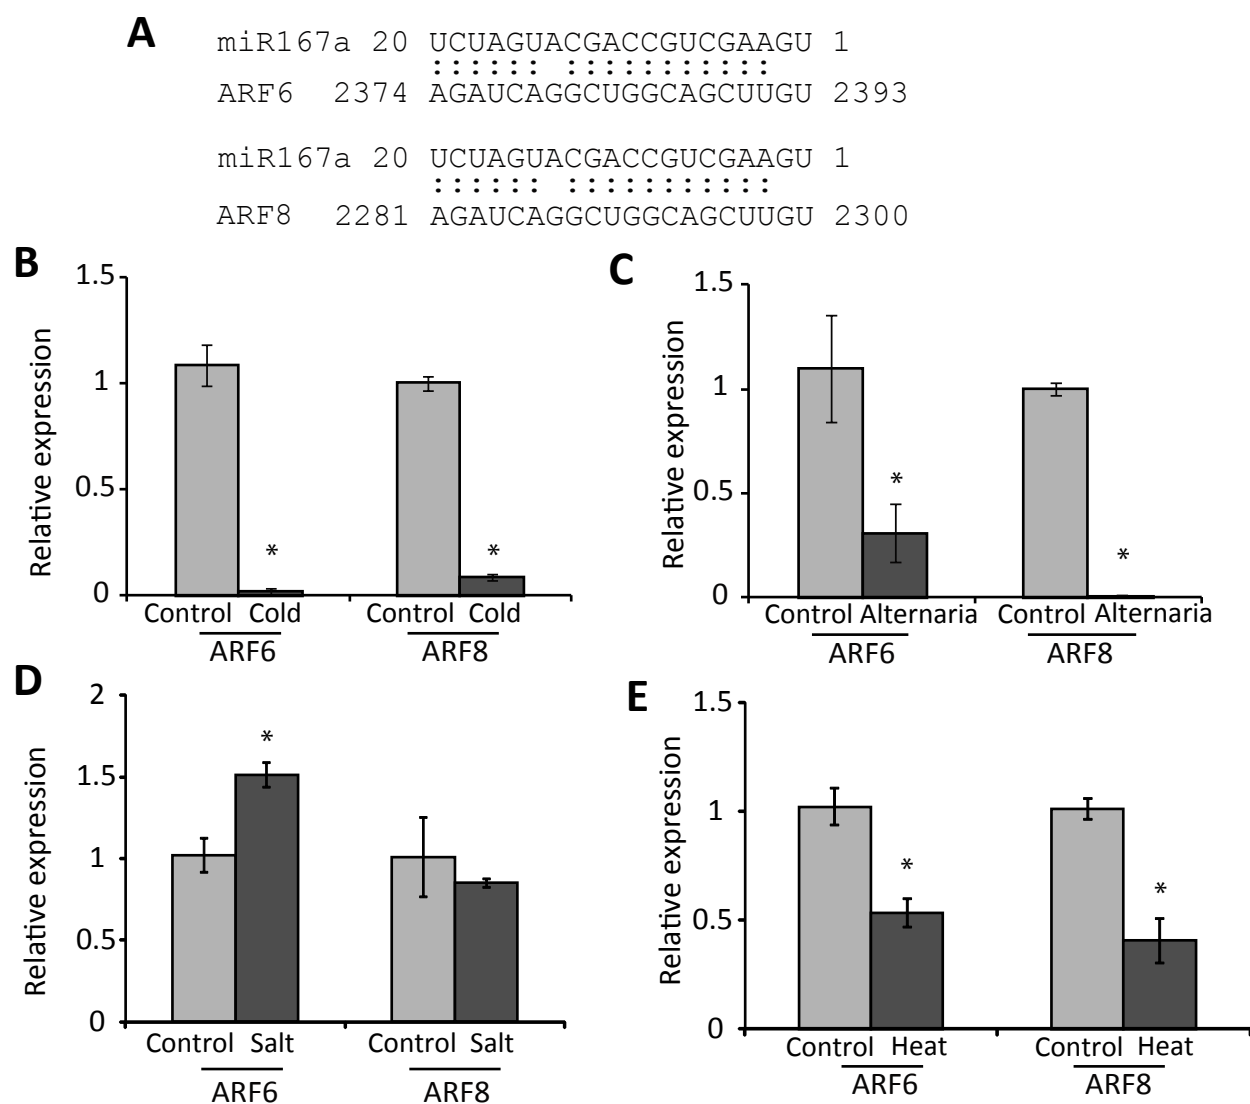 A
miR167a 20 UCUAGUACGACCGUCGAAGU 1
:::::: :::::::::::
ARF6 2374 AGAUCAGGCUGGCAGCUUGU 2393
miR167a 20 UCUAGUACGACCGUCGAAGU 1
:::::: :::::::::::
ARF8 2281 AGAUCAGGCUGGCAGCUUGU 2300
B
Relative expression
1.5
1
0.5
0
*
*
Control Cold Control Cold
ARF6 ARF8
C
Relative expression
1.5
1
0.5
0
*
*
Control Alternaria Control Alternaria
ARF6 ARF8
D
Relative expression
2
1.5
1
0.5
0
*
Control Salt Control Salt
ARF6 ARF8
E
Relative expression
1.5
1
0.5
0
*
*
Control Heat Control Heat
ARF6 ARF8